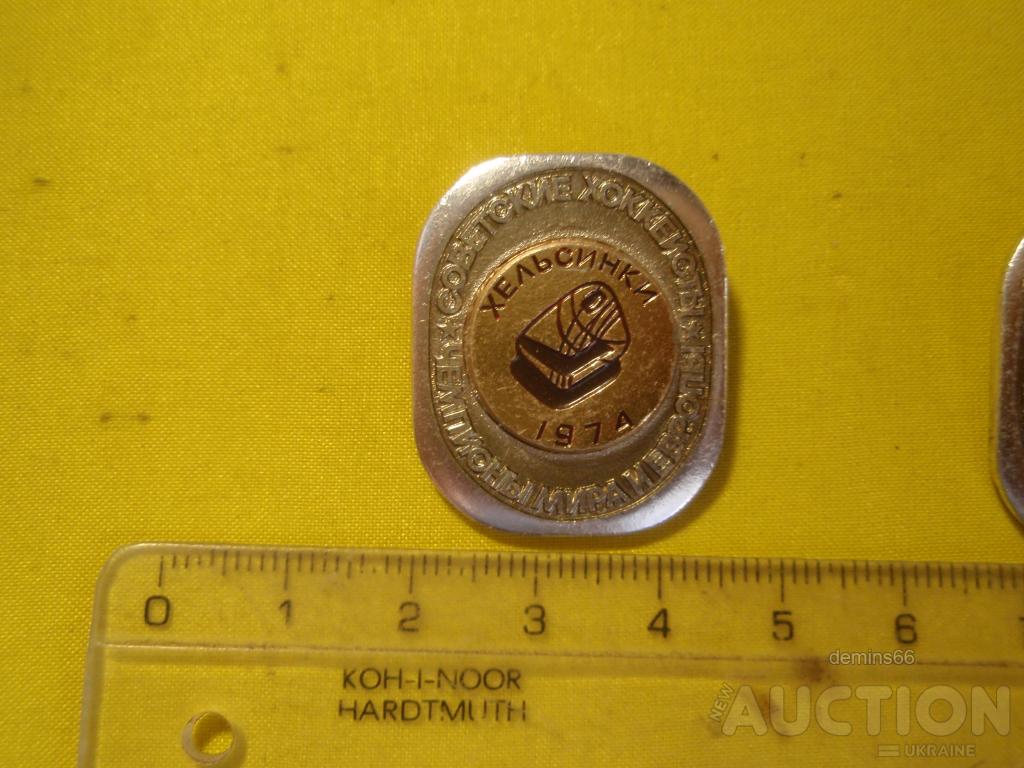 СОВЕТСКИЕ ХОККЕИСТЫ * ЧЕМПИОНЫ МИРА И ЕВРОПЫ *
ХЕЛЬСИНКИ
1974
0 1 2 3 4 5 6
KOH-I-NOOR
HARDTMUTH
demins66
NEW AUCTION
UKRAINE